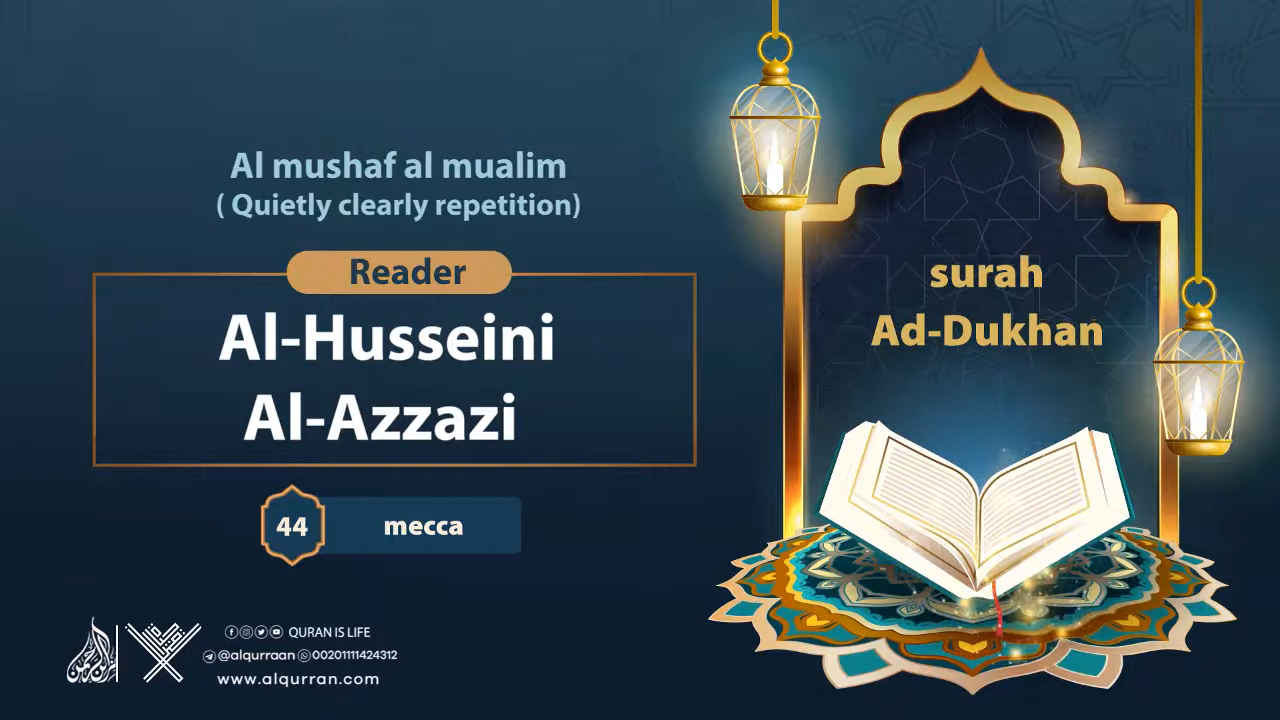 Al mushaf al mualim
( Quietly clearly repetition)
Reader
Al-Husseini
Al-Azzazi
44
mecca
QURAN IS LIFE
@alqurraan 00201111424312
www.alqurran.com
surah
Ad-Dukhan